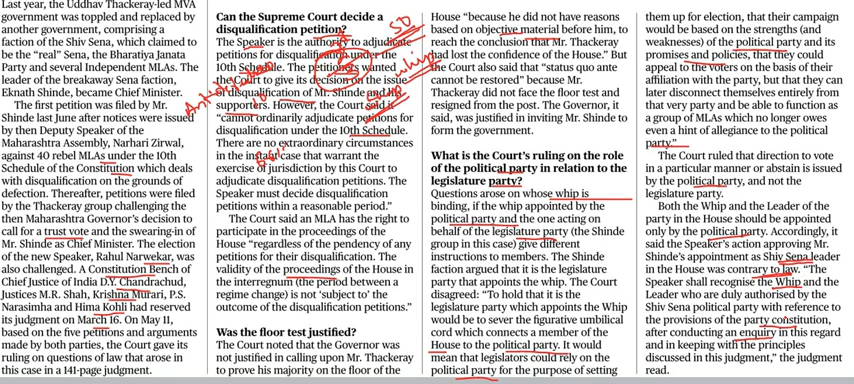 Last year, the Uddhav Thackeray-led MVA
government was toppled and replaced by
another government, comprising a
faction of the Shiv Sena, which claimed
to be the "real" Sena, the Bharatiya Janata
Party and several Independent MLAs. The
leader of the breakaway Sena faction,
Eknath Shinde, became Chief Minister.
The first petition was filed by Mr.
Shinde last June after notices were issued
by then Deputy Speaker of the
Maharashtra Assembly, Narhari Zirwal,
against 40 rebel MLAs under the 10th
Schedule of the Constitution which deals
with disqualification on the grounds of
defection. Thereafter, petitions were filed
by the Thackeray group challenging the
then Maharashtra Governor's decision to
call for a trust vote and the swearing-in of
Mr. Shinde as Chief Minister. The election
of the new Speaker, Rahul Narwekar, was
also challenged. A Constitution Bench of
Chief Justice of India D.Y. Chandrachud,
Justices M.R. Shah, Krishna Murari, P.S.
Narasimha and Hima Kohli had reserved
its judgment on March 16. On May 11,
based on the five petitions and arguments
made by both parties, the Court gave its
ruling on questions of law that arose in
this case in a 141-page judgment.
Can the Supreme Court decide a
disqualification petition?
The Speaker is the authority to adjudicate
petitions for disqualification under the
10th Schedule. The petitioners wanted
the Court to give its decision on the issue
of disqualification of Mr. Shinde and his
supporters. However, the Court said it
"cannot ordinarily adjudicate petitions for
disqualification under the 10th Schedule.
There are no extraordinary circumstances
in the instant case that warrant the
exercise of jurisdiction by this Court to
adjudicate disqualification petitions. The
Speaker must decide disqualification
petitions within a reasonable period."
The Court said an MLA has the right to
participate in the proceedings of the
House "regardless of the pendency of any
petitions for their disqualification. The
validity of the proceedings of the House in
the interregnum (the period between a
regime change) is not 'subject to' the
outcome of the disqualification petitions."
Was the floor test justified?
The Court noted that the Governor was
not justified in calling upon Mr. Thackeray
to prove his majority on the floor of the
House "because he did not have reasons
based on objective material before him, to
reach the conclusion that Mr. Thackeray
had lost the confidence of the House." But
the Court also said that "status quo ante
cannot be restored" because Mr.
Thackeray did not face the floor test and
resigned from the post. The Governor, it
said, was justified in inviting Mr. Shinde to
form the government.
What is the Court's ruling on the role
of the political party in relation to the
legislature party?
Questions arose on whose whip is
binding, if the whip appointed by the
political party and the one acting on
behalf of the legislature party (the Shinde
group in this case) give different
instructions to members. The Shinde
faction argued that it is the legislature
party that appoints the whip. The Court
disagreed: "To hold that it is the
legislature party which appoints the Whip
would be to sever the figurative umbilical
cord which connects a member of the
House to the political party. It would
mean that legislators could rely on the
political party for the purpose of setting
them up for election, that their campaign
would be based on the strengths (and
weaknesses) of the political party and its
promises and policies, that they could
appeal to the voters on the basis of their
affiliation with the party, but that they can
later disconnect themselves entirely from
that very party and be able to function as
a group of MLAs which no longer owes
even a hint of allegiance to the political
party."
The Court ruled that direction to vote
in a particular manner or abstain is issued
by the political party, and not the
legislature party.
Both the Whip and the Leader of the
party in the House should be appointed
only by the political party. Accordingly, it
said the Speaker's action approving Mr.
Shinde's appointment as Shiv Sena leader
in the House was contrary to law. "The
Speaker shall recognise the Whip and the
Leader who are duly authorised by the
Shiv Sena political party with reference to
the provisions of the party constitution,
after conducting an enquiry in this regard
and in keeping with the principles
discussed in this judgment," the judgment
read.
50
whip
10